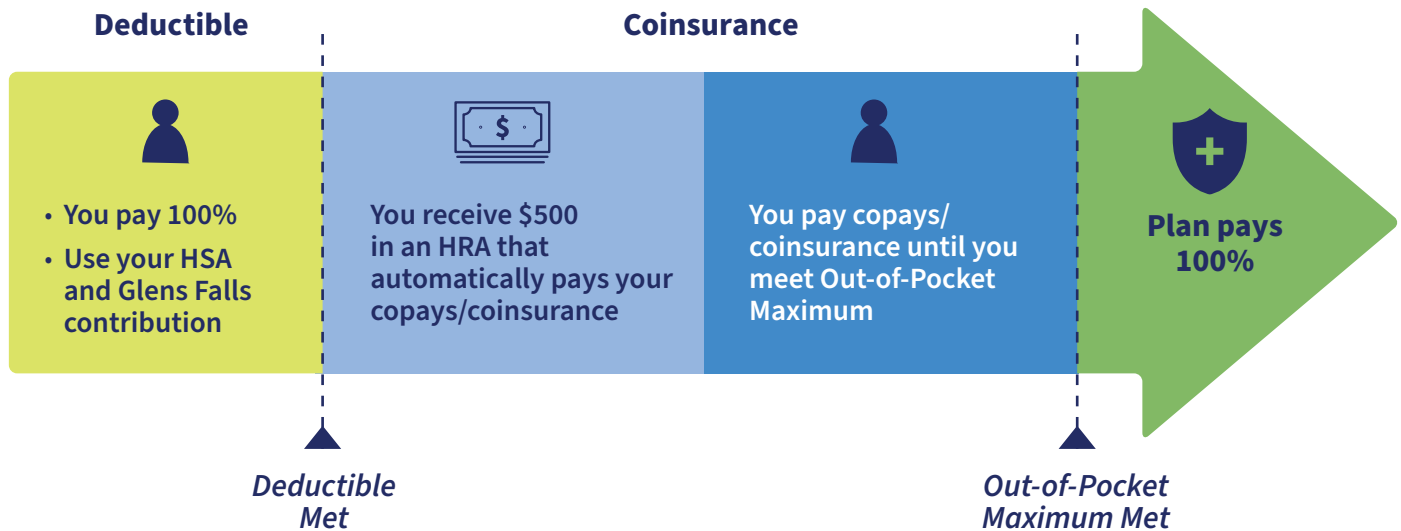 Deductible
Coinsurance
• You pay 100%
• Use your HSA
and Glens Falls
contribution
$
You receive $500
in an HRA that
automatically pays your
copays/coinsurance
You pay copays/
coinsurance until you
meet Out-of-Pocket
Maximum
Plan pays
100%
Deductible
Met
Out-of-Pocket
Maximum Met